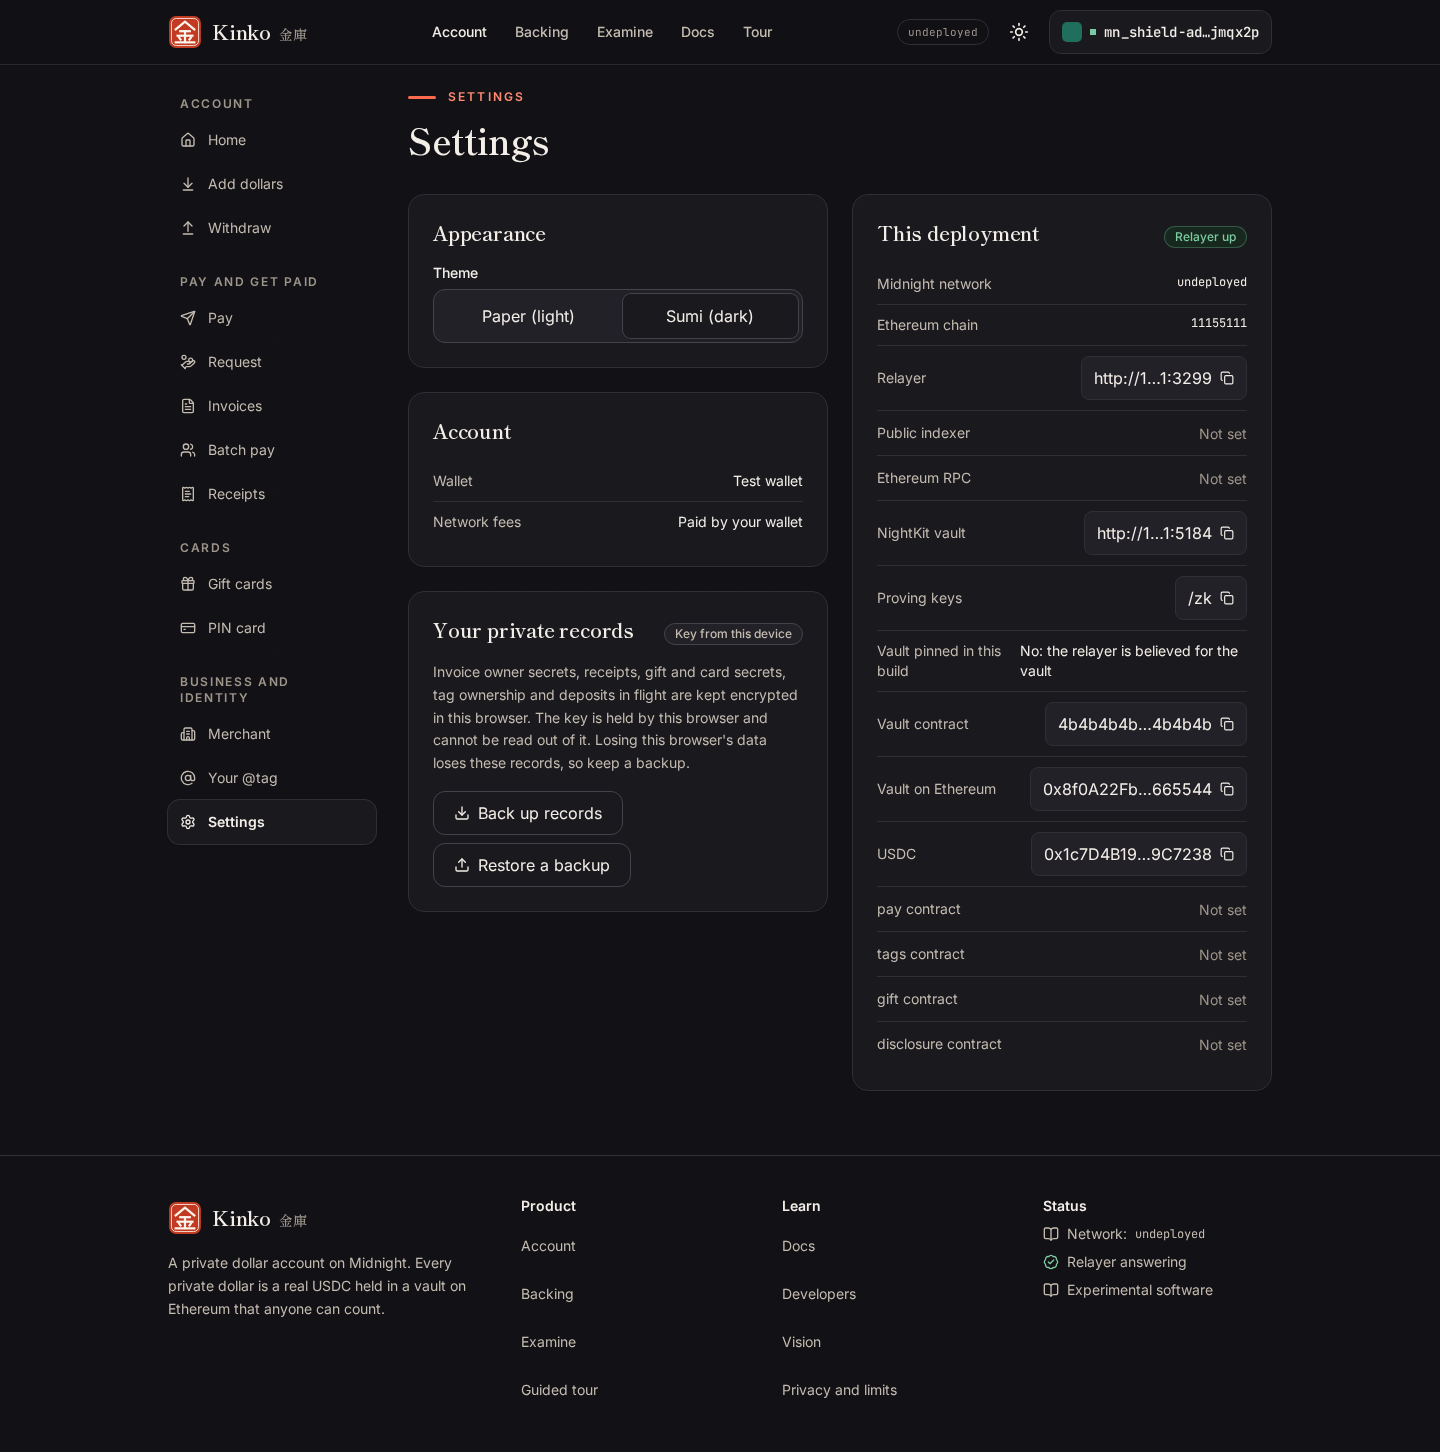 金 Kinko 金庫
Account Backing Examine Docs Tour
undeployed
mn_shield-ad…jmqx2p
ACCOUNT
Home
Add dollars
Withdraw
PAY AND GET PAID
Pay
Request
Invoices
Batch pay
Receipts
CARDS
Gift cards
PIN card
BUSINESS AND
IDENTITY
Merchant
Your @tag
Settings
SETTINGS
Settings
Appearance
Theme
Paper (light) Sumi (dark)
Account
Wallet Test wallet
Network fees Paid by your wallet
Your private records Key from this device
Invoice owner secrets, receipts, gift and card secrets,
tag ownership and deposits in flight are kept encrypted
in this browser. The key is held by this browser and
cannot be read out of it. Losing this browser's data
loses these records, so keep a backup.
Back up records
Restore a backup
This deployment Relayer up
Midnight network undeployed
Ethereum chain 11155111
Relayer http://1…1:3299
Public indexer Not set
Ethereum RPC Not set
NightKit vault http://1…1:5184
Proving keys /zk
Vault pinned in this No: the relayer is believed for the
build vault
Vault contract 4b4b4b4b…4b4b4b
Vault on Ethereum 0x8f0A22Fb…665544
USDC 0x1c7D4B19…9C7238
pay contract Not set
tags contract Not set
gift contract Not set
disclosure contract Not set
金 Kinko 金庫
A private dollar account on Midnight. Every
private dollar is a real USDC held in a vault on
Ethereum that anyone can count.
Product
Account
Backing
Examine
Guided tour
Learn
Docs
Developers
Vision
Privacy and limits
Status
Network: undeployed
Relayer answering
Experimental software